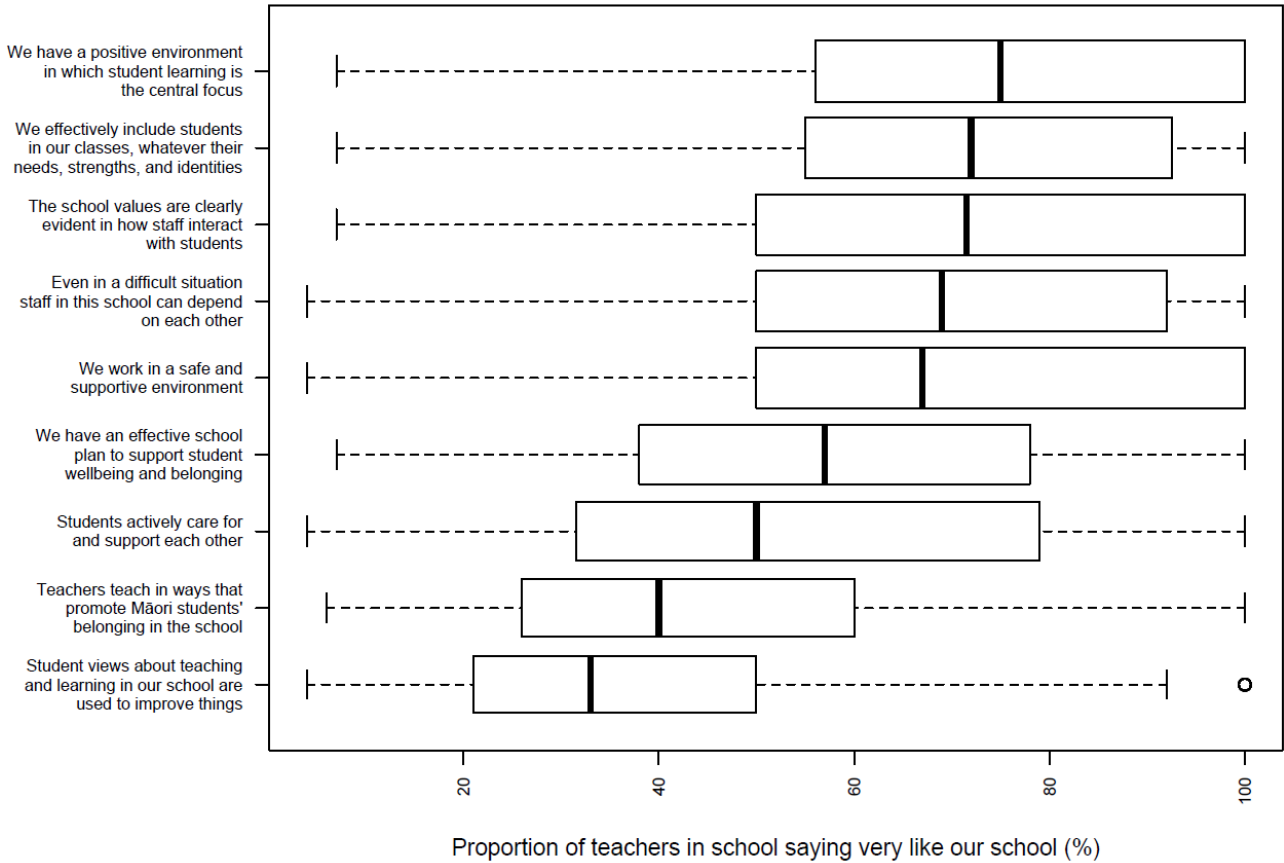 We have a positive environment
in which student learning is
the central focus
We effectively include students
in our classes, whatever their
needs, strengths, and identities
The school values are clearly
evident in how staff interact
with students
Even in a difficult situation
staff in this school can depend
on each other
We work in a safe and
supportive environment
We have an effective school
plan to support student
wellbeing and belonging
Students actively care for
and support each other
Teachers teach in ways that
promote Māori students'
belonging in the school
Student views about teaching
and learning in our school are
used to improve things
20
40
60
80
100
Proportion of teachers in school saying very like our school (%)